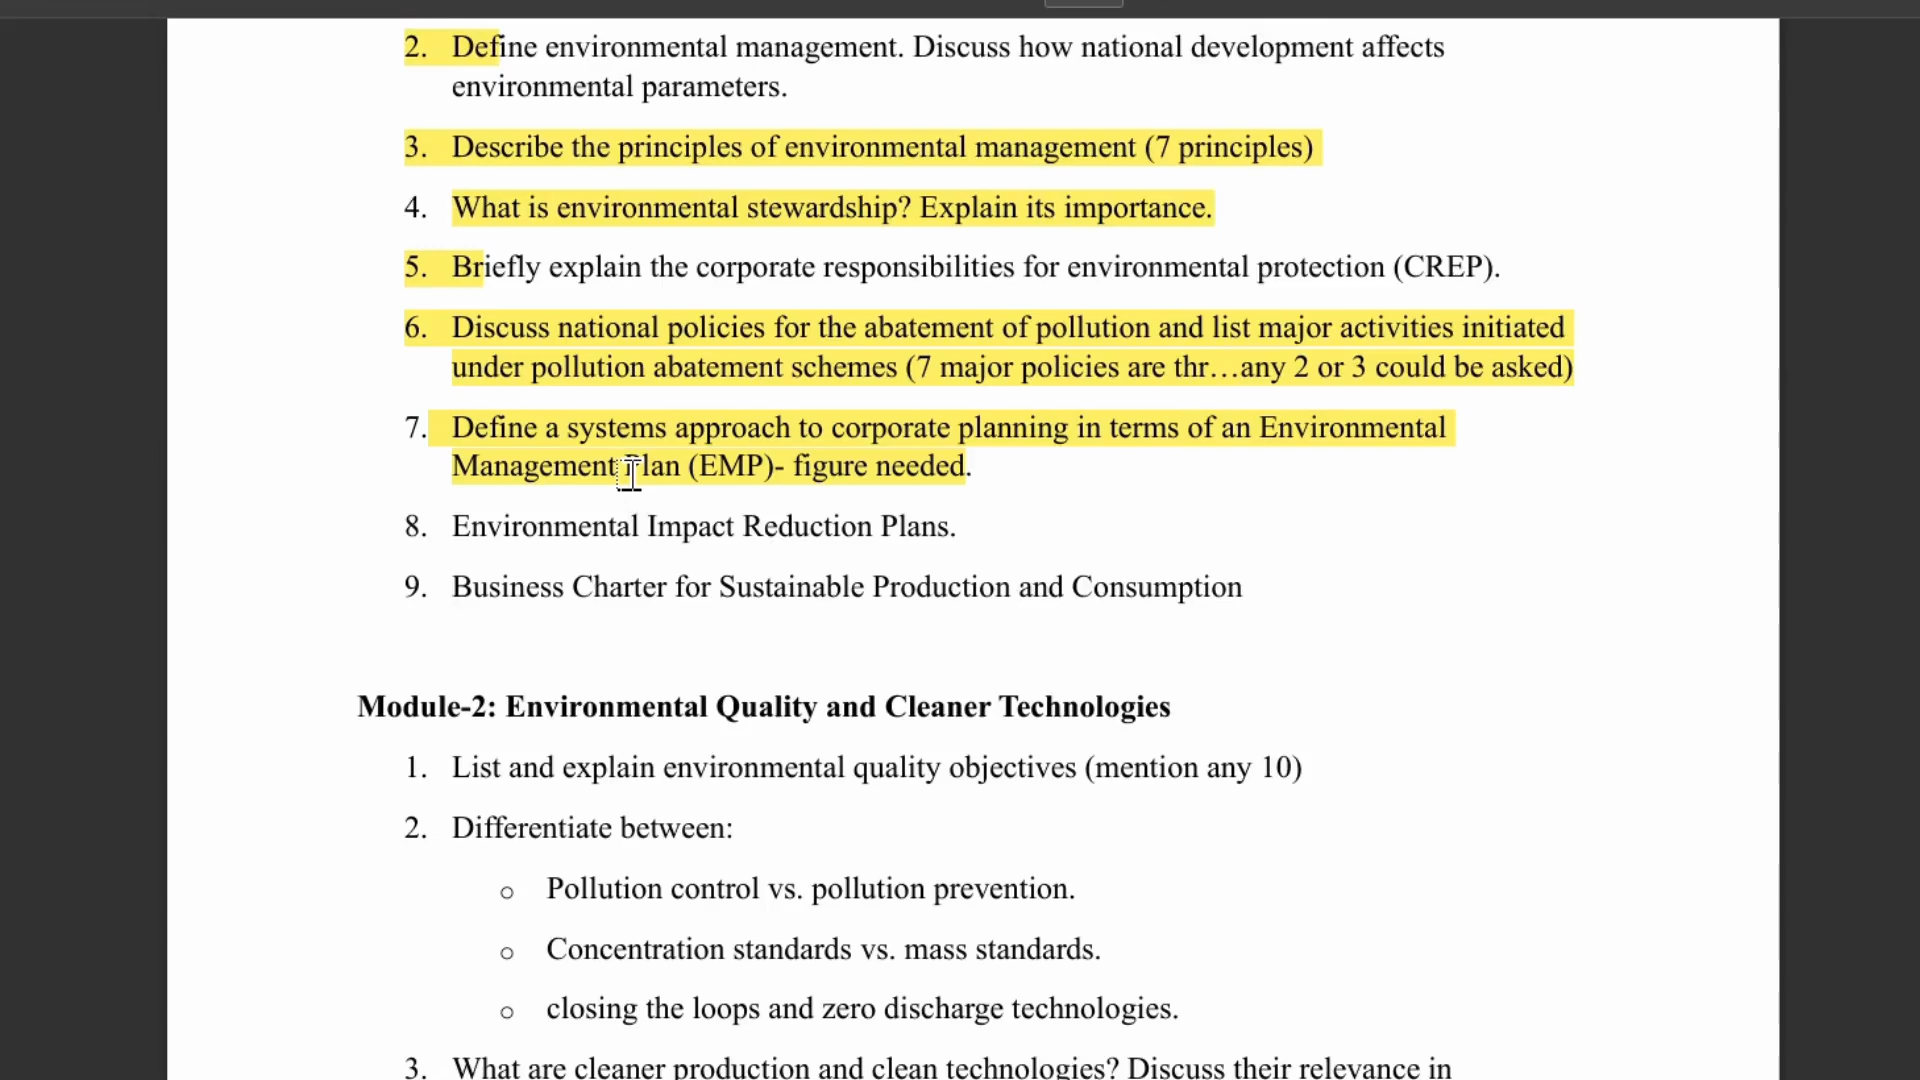 2. Define environmental management. Discuss how national development affects
environmental parameters.
3. Describe the principles of environmental management (7 principles)
4. What is environmental stewardship? Explain its importance.
5. Briefly explain the corporate responsibilities for environmental protection (CREP).
6. Discuss national policies for the abatement of pollution and list major activities initiated
under pollution abatement schemes (7 major policies are thr…any 2 or 3 could be asked)
7. Define a systems approach to corporate planning in terms of an Environmental
Management Plan (EMP)- figure needed.
8. Environmental Impact Reduction Plans.
9. Business Charter for Sustainable Production and Consumption
Module-2: Environmental Quality and Cleaner Technologies
1. List and explain environmental quality objectives (mention any 10)
2. Differentiate between:
o Pollution control vs. pollution prevention.
o Concentration standards vs. mass standards.
o closing the loops and zero discharge technologies.
3. What are cleaner production and clean technologies? Discuss their relevance in